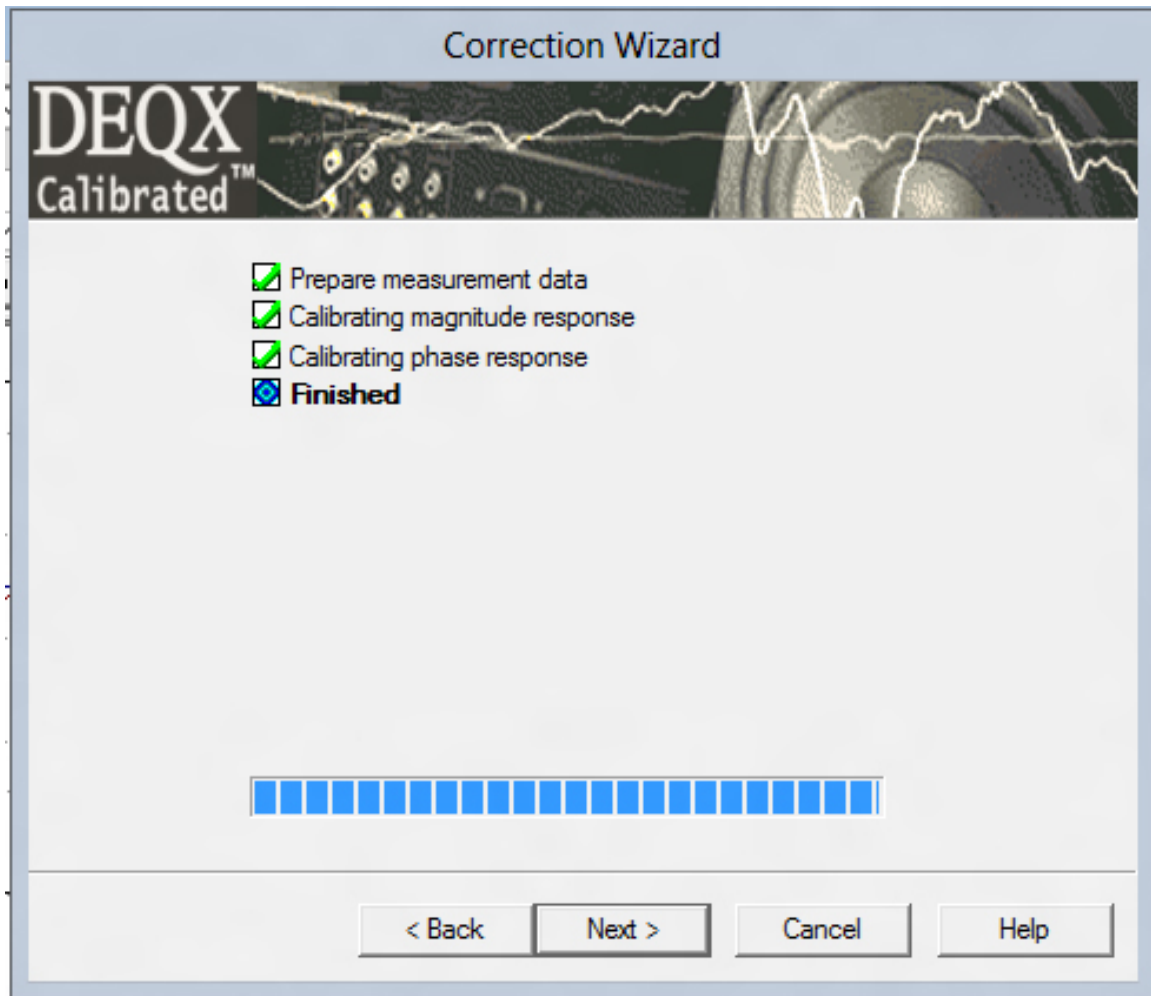 Correction Wizard
DEQX
Calibrated™
Prepare measurement data
Calibrating magnitude response
Calibrating phase response
Finished
< Back Next > Cancel Help